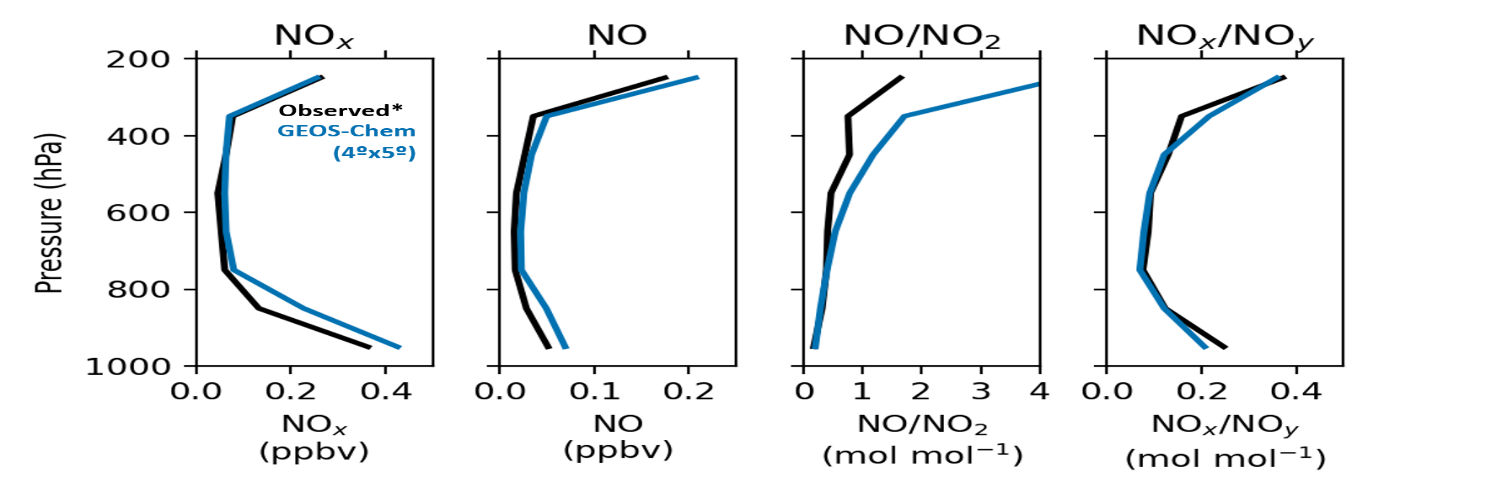 NOₓ NO NO/NO₂ NOₓ/NOᵧ
200
400
600
800
1000
Pressure (hPa)
Observed*
GEOS-Chem
(4ºx5º)
0.0 0.2 0.4 0.0 0.1 0.2 0 1 2 3 4 0.0 0.2 0.4
NOₓ NO NO/NO₂ NOₓ/NOᵧ
(ppbv) (ppbv) (mol mol⁻¹) (mol mol⁻¹)